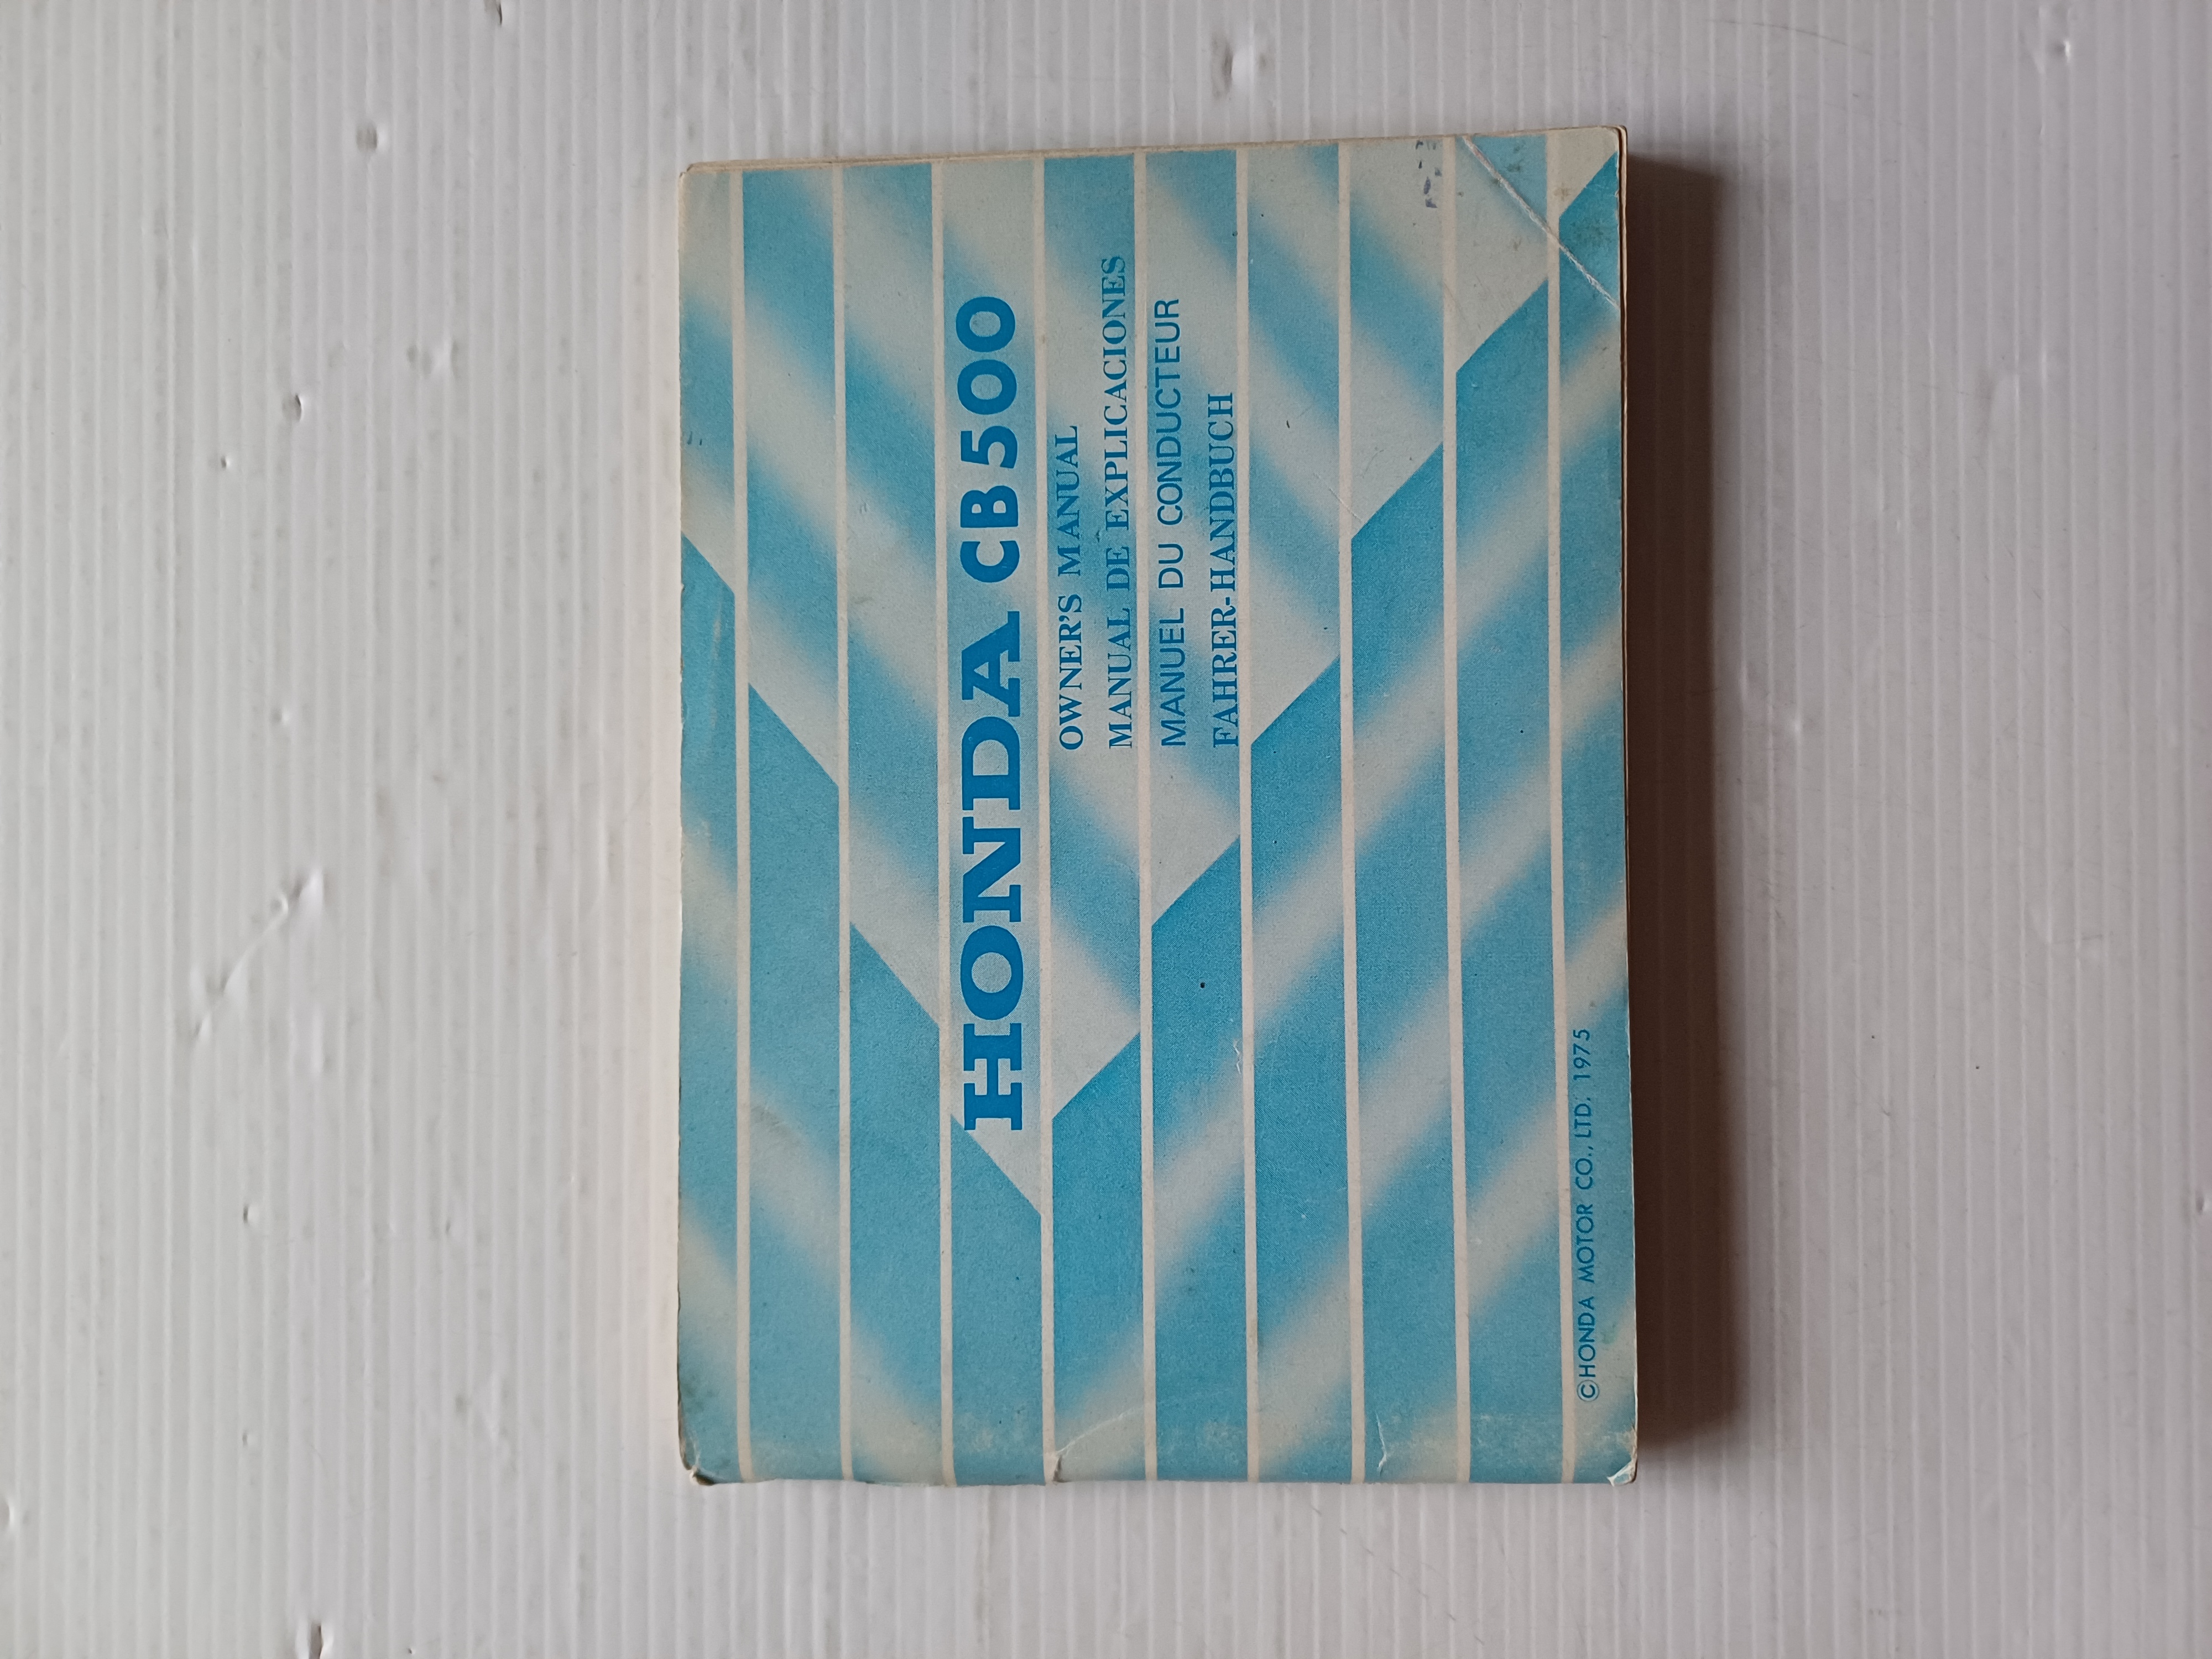 HONDA CB500
OWNER'S MANUAL
MANUAL DE EXPLICACIONES
MANUEL DU CONDUCTEUR
FAHRER-HANDBUCH
©HONDA MOTOR CO., LTD. 1975